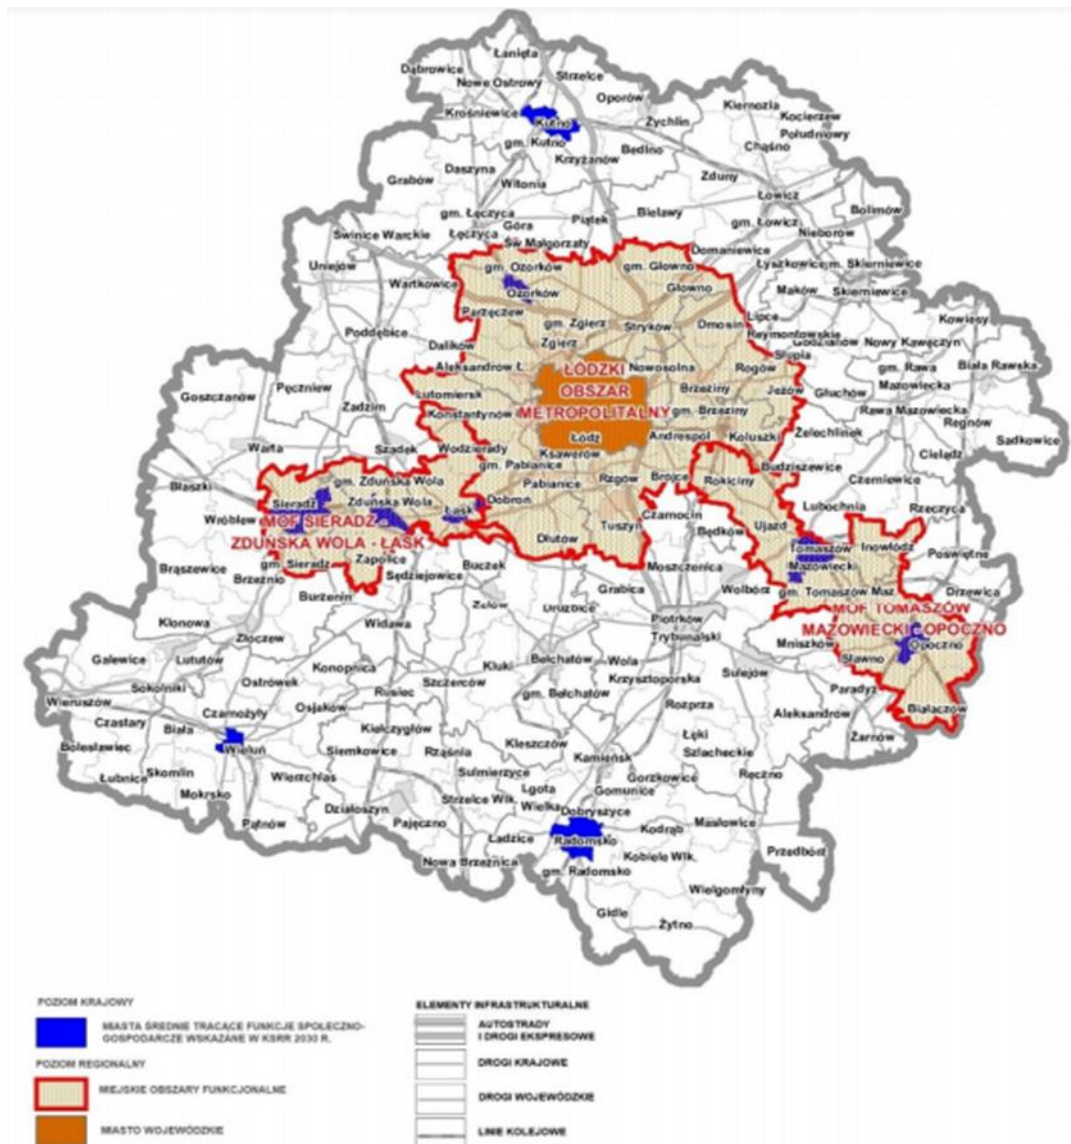 Łanięta
Dąbrowice
Nowe Ostrowy
Strzelce
Oporów
Krośniewice
Kutno
Żychlin
Kiernozia
Kocierzew
Południowy
Chąśno
gm. Kutno
Bedlno
Krzyżanów
Daszyna
Zduny
Grabów
Witonia
Łowicz
Bolimów
gm. Łęczyca
Góra
Piątek
Bielawy
gm. Łowicz
Nieborów
Świnice Warckie
Łęczyca
Św Małgorzaty
Domaniewice
Uniejów
gm. Ozorków
gm. Głowno
Łyszkowice
gm. Skierniewice
Wartkowice
Ozorków
Głowno
Maków
Skierniewice
Parzęczew
gm. Zgierz
Stryków
Dmosin
Lipce
Reymontowskie
Kowiesy
Poddębice
Zgierz
Godzianów
Nowy Kawęczyn
Dalików
Słupia
Aleksandrów Ł.
ŁÓDZKI
OBSZAR
METROPOLITALNY
Nowosolna
Rogów
gm. Rawa
Mazowiecka
Biała Rawska
Goszczanów
Pęczniew
Lutomiersk
Brzeziny
Jeżów
Głuchów
Zadzim
Konstantynów
gm. Brzeziny
Rawa Mazowiecka
Regnów
Sadkowice
Warta
Szadek
Wodzierady
Łódź
Ksawerów
Andrespol
Koluszki
Żelechlinek
Cielądz
gm. Pabianice
Budziszewice
Błaszki
gm. Zduńska Wola
Pabianice
Rzgów
Brójce
Rokiciny
Czerniewice
Sieradz
Zduńska Wola
Łask
Dobroń
Czarnocin
Lubochnia
Rzeczyca
Wróblew
MOF SIERADZ -
ZDUŃSKA WOLA - ŁASK
Tuszyn
Będków
Ujazd
Dłutów
Tomaszów
Mazowiecki
Inowłódz
Poświętne
Brąszewice
gm. Sieradz
Zapolice
Sędziejowice
Buczek
Moszczenica
Brzeźnio
Burzenin
Zelów
Drużbice
Grabica
Wolbórz
gm. Tomaszów Maz.
Drzewica
MOF TOMASZÓW
MAZOWIECKI - OPOCZNO
Klonowa
Złoczew
Widawa
Piotrków
Trybunalski
Mniszków
Opoczno
Sławno
Galewice
Lututów
Konopnica
Kluki
Bełchatów
Wola
Krzysztoporska
Sulejów
Paradyż
Białaczów
Sokolniki
Ostrówek
Rusiec
Szczerców
gm. Bełchatów
Rozprza
Aleksandrów
Żarnów
Wieruszów
Czastary
Czarnożyły
Osjaków
Biała
Kiełczygłów
Kleszczów
Łęki
Szlacheckie
Bolesławiec
Wieluń
Siemkowice
Rząśnia
Kamieńsk
Gorzkowice
Ręczno
Łubnice
Skomlin
Wierzchlas
Sulmierzyce
Gomunice
Mokrsko
Działoszyn
Strzelce Wlk.
Lgota
Wielka
Dobryszyce
Pątnów
Pajęczno
Ładzice
Radomsko
Kodrąb
Masłowice
Nowa Brzeźnica
gm. Radomsko
Kobiele Wlk.
Przedbórz
Wielgomłyny
Gidle
Żytno
POZIOM KRAJOWY
MIASTA ŚREDNIE TRACĄCE FUNKCJE SPOŁECZNO-
GOSPODARCZE WSKAZANE W KSRR 2030 R.
POZIOM REGIONALNY
MIEJSKIE OBSZARY FUNKCJONALNE
MIASTO WOJEWÓDZKIE
ELEMENTY INFRASTRUKTURALNE
AUTOSTRADY
I DROGI EKSPRESOWE
DROGI KRAJOWE
DROGI WOJEWÓDZKIE
LINIE KOLEJOWE